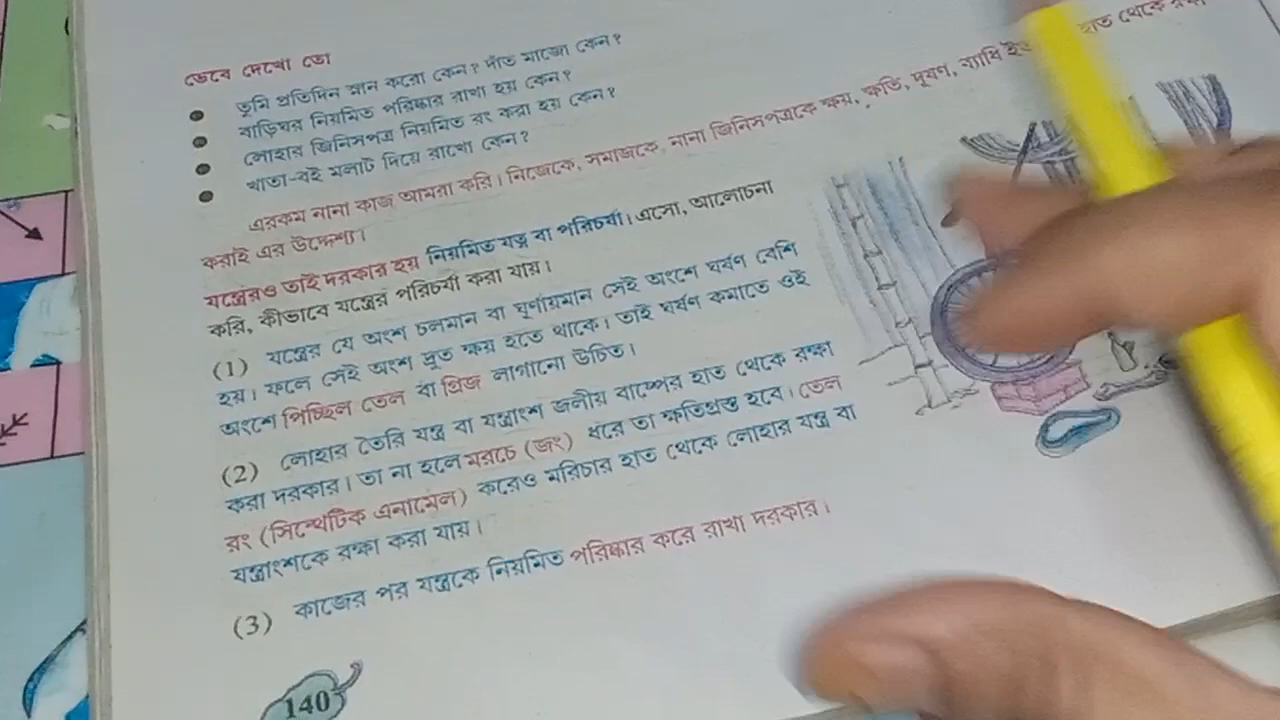 ভেবে দেখো তো
● তুমি প্রতিদিন স্নান করো কেন? দাঁত মাজো কেন?
● বাড়িঘর নিয়মিত পরিষ্কার রাখা হয় কেন?
● লোহার জিনিসপত্র নিয়মিত রং করা হয় কেন?
● খাতা-বই মলাট দিয়ে রাখো কেন?
এরকম নানা কাজ আমরা করি। নিজেকে, সমাজকে, নানা জিনিসপত্রকে ক্ষয়, ক্ষতি, দূষণ, ব্যাধি হাত থেকে
করাই এর উদ্দেশ্য।
যন্ত্রেরও তাই দরকার হয় নিয়মিত যত্ন বা পরিচর্যা। এসো, আলোচনা
করি, কীভাবে যন্ত্রের পরিচর্যা করা যায়।
(1) যন্ত্রের যে অংশ চলমান বা ঘূর্ণায়মান সেই অংশে ঘর্ষণ বেশি
হয়। ফলে সেই অংশ দ্রুত ক্ষয় হতে থাকে। তাই ঘর্ষণ কমাতে ওই
অংশে পিচ্ছিল তেল বা গ্রিজ লাগানো উচিত।
(2) লোহার তৈরি যন্ত্র বা যন্ত্রাংশ জলীয় বাষ্পের হাত থেকে রক্ষা
করা দরকার। তা না হলে মরচে (জং) ধরে তা ক্ষতিগ্রস্ত হবে। তেল
রং (সিন্থেটিক এনামেল) করেও মরিচার হাত থেকে লোহার যন্ত্র বা
যন্ত্রাংশকে রক্ষা করা যায়।
(3) কাজের পর যন্ত্রকে নিয়মিত পরিষ্কার করে রাখা দরকার।
140